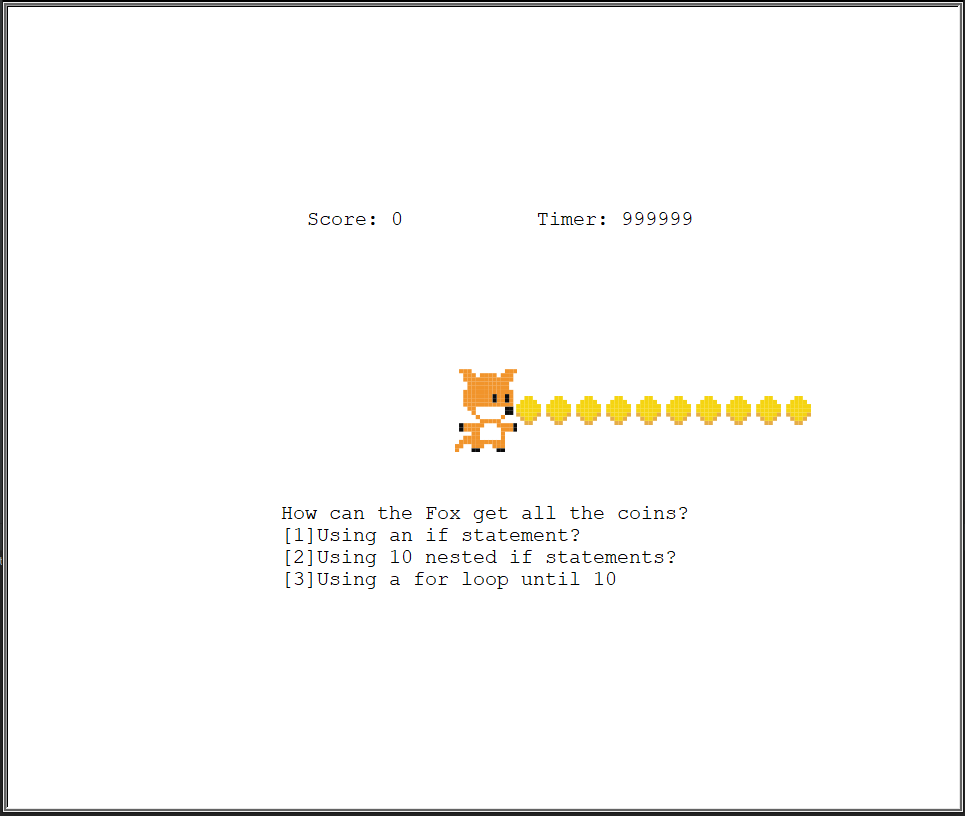 Score: 0 Timer: 999999
How can the Fox get all the coins?
[1]Using an if statement?
[2]Using 10 nested if statements?
[3]Using a for loop until 10